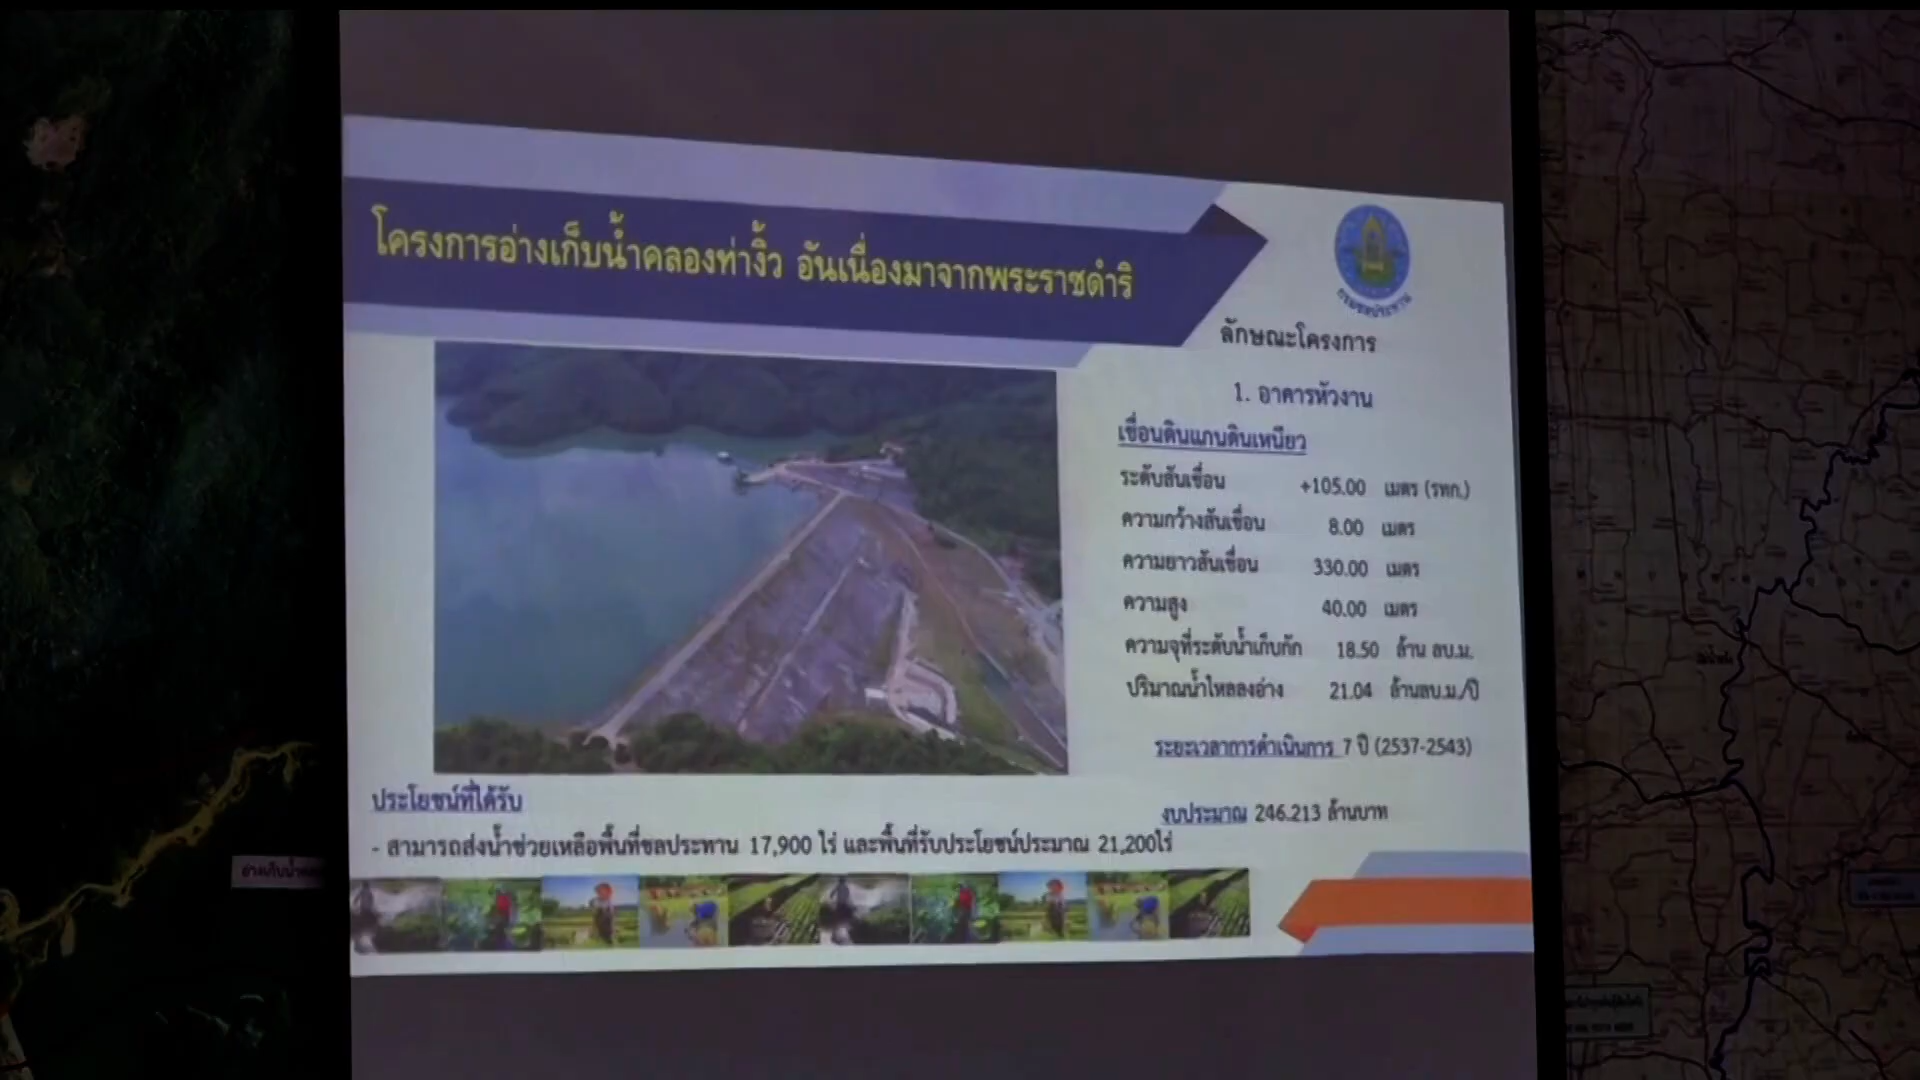 โครงการอ่างเก็บน้ำคลองท่างิ้ว อันเนื่องมาจากพระราชดำริ
กรมชลประทาน
ลักษณะโครงการ
1. อาคารหัวงาน
เขื่อนดินแกนดินเหนียว
ระดับสันเขื่อน +105.00 เมตร (รทก.)
ความกว้างสันเขื่อน 8.00 เมตร
ความยาวสันเขื่อน 330.00 เมตร
ความสูง 40.00 เมตร
ความจุที่ระดับน้ำเก็บกัก 18.50 ล้าน ลบ.ม.
ปริมาณน้ำไหลลงอ่าง 21.04 ล้านลบ.ม./ปี
ระยะเวลาการดำเนินการ 7 ปี (2537-2543)
งบประมาณ 246.213 ล้านบาท
ประโยชน์ที่ได้รับ
- สามารถส่งน้ำช่วยเหลือพื้นที่ชลประทาน 17,900 ไร่ และพื้นที่รับประโยชน์ประมาณ 21,200ไร่